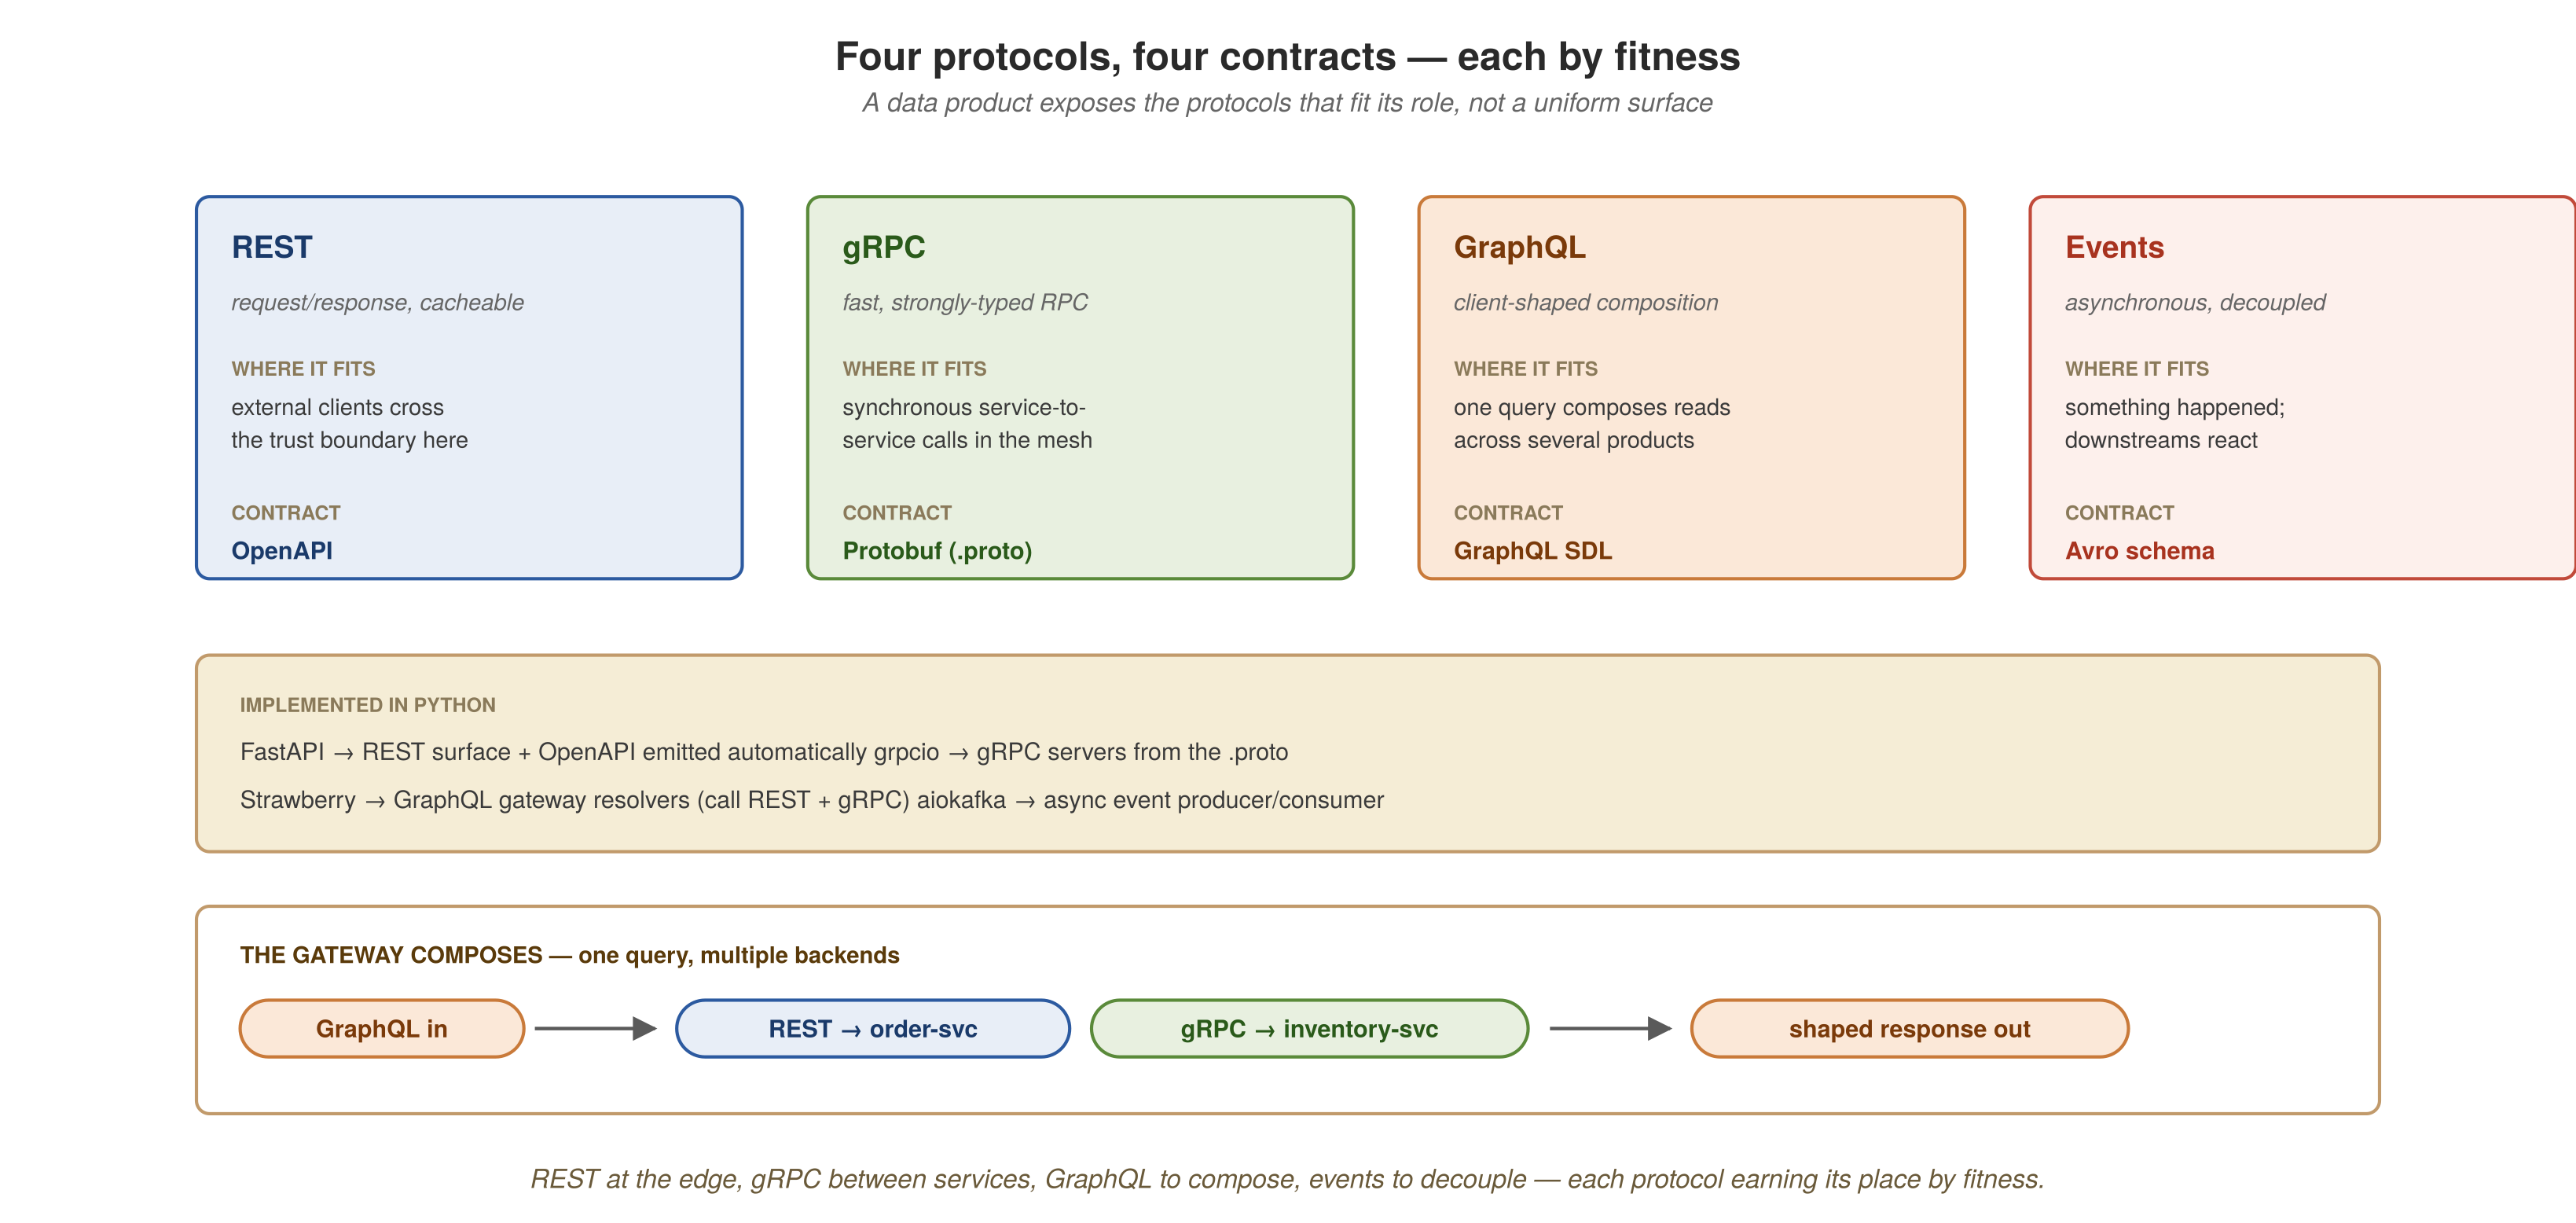 Four protocols, four contracts — each by fitness
A data product exposes the protocols that fit its role, not a uniform surface
REST
request/response, cacheable
WHERE IT FITS
external clients cross
the trust boundary here
CONTRACT
OpenAPI
gRPC
fast, strongly-typed RPC
WHERE IT FITS
synchronous service-to-
service calls in the mesh
CONTRACT
Protobuf (.proto)
GraphQL
client-shaped composition
WHERE IT FITS
one query composes reads
across several products
CONTRACT
GraphQL SDL
Events
asynchronous, decoupled
WHERE IT FITS
something happened;
downstreams react
CONTRACT
Avro schema
IMPLEMENTED IN PYTHON
FastAPI → REST surface + OpenAPI emitted automatically grpcio → gRPC servers from the .proto
Strawberry → GraphQL gateway resolvers (call REST + gRPC) aiokafka → async event producer/consumer
THE GATEWAY COMPOSES — one query, multiple backends
GraphQL in
REST → order-svc
gRPC → inventory-svc
shaped response out
REST at the edge, gRPC between services, GraphQL to compose, events to decouple — each protocol earning its place by fitness.